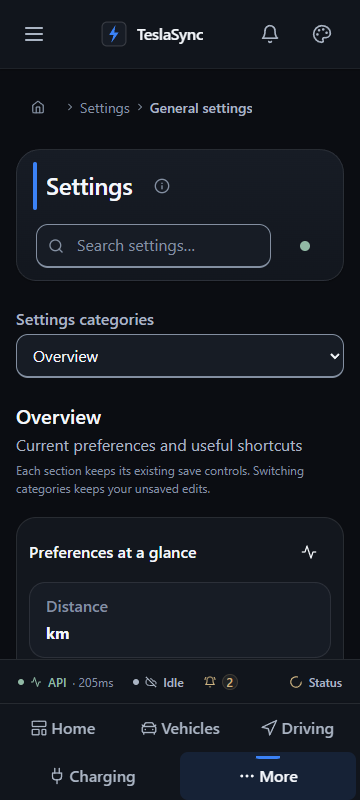 TeslaSync
Settings > General settings
Settings
Search settings...
Settings categories
Overview
Overview
Current preferences and useful shortcuts
Each section keeps its existing save controls. Switching
categories keeps your unsaved edits.
Preferences at a glance
Distance
km
API · 205ms Idle 2 Status
Home Vehicles Driving
Charging More